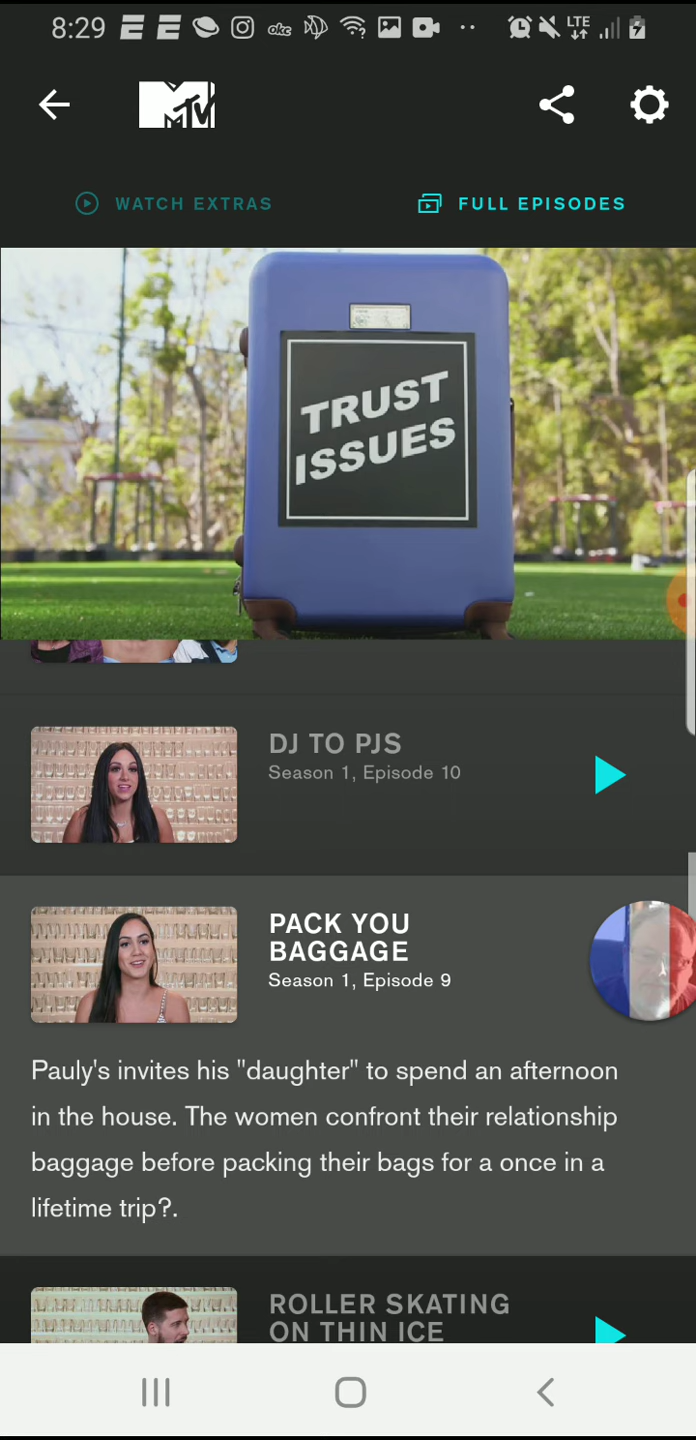 8:29
okc
LTE
MTV
WATCH EXTRAS
FULL EPISODES
TRUST
ISSUES
DJ TO PJS
Season 1, Episode 10
PACK YOU
BAGGAGE
Season 1, Episode 9
Pauly's invites his "daughter" to spend an afternoon
in the house. The women confront their relationship
baggage before packing their bags for a once in a
lifetime trip?.
ROLLER SKATING
ON THIN ICE